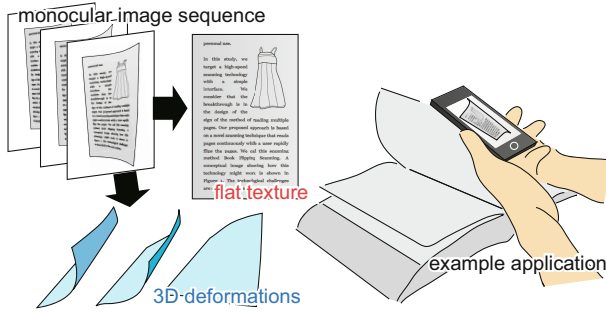 monocular image sequence
personal use.
In this study, we
target a high-speed
scanning technology
with a simple
interface. We
consider that the
breakthrough is in
the design of the
sign of the method of reading multiple
pages. Our proposed approach is based
on a novel scanning technique that reads
pages continuously while a user rapidly
flips the pages. We call this scanning
method Book Flipping Scanning. A
conceptual image showing how this
technology might work is shown in
Figure 1. The technological challenges
are
flat texture
3D deformations
example application